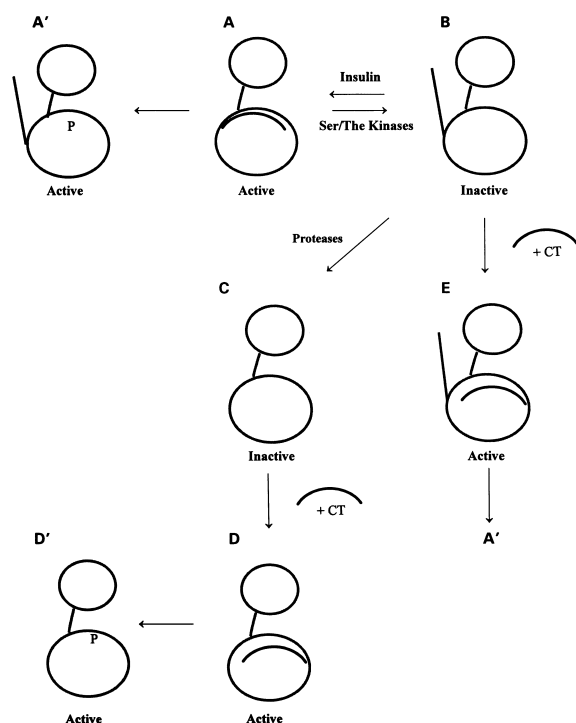 A′ A B
Insulin
Ser/The Kinases
P
Active Active Inactive
Proteases
+ CT
C E
Inactive Active
+ CT
A′
D′ D
P
Active Active